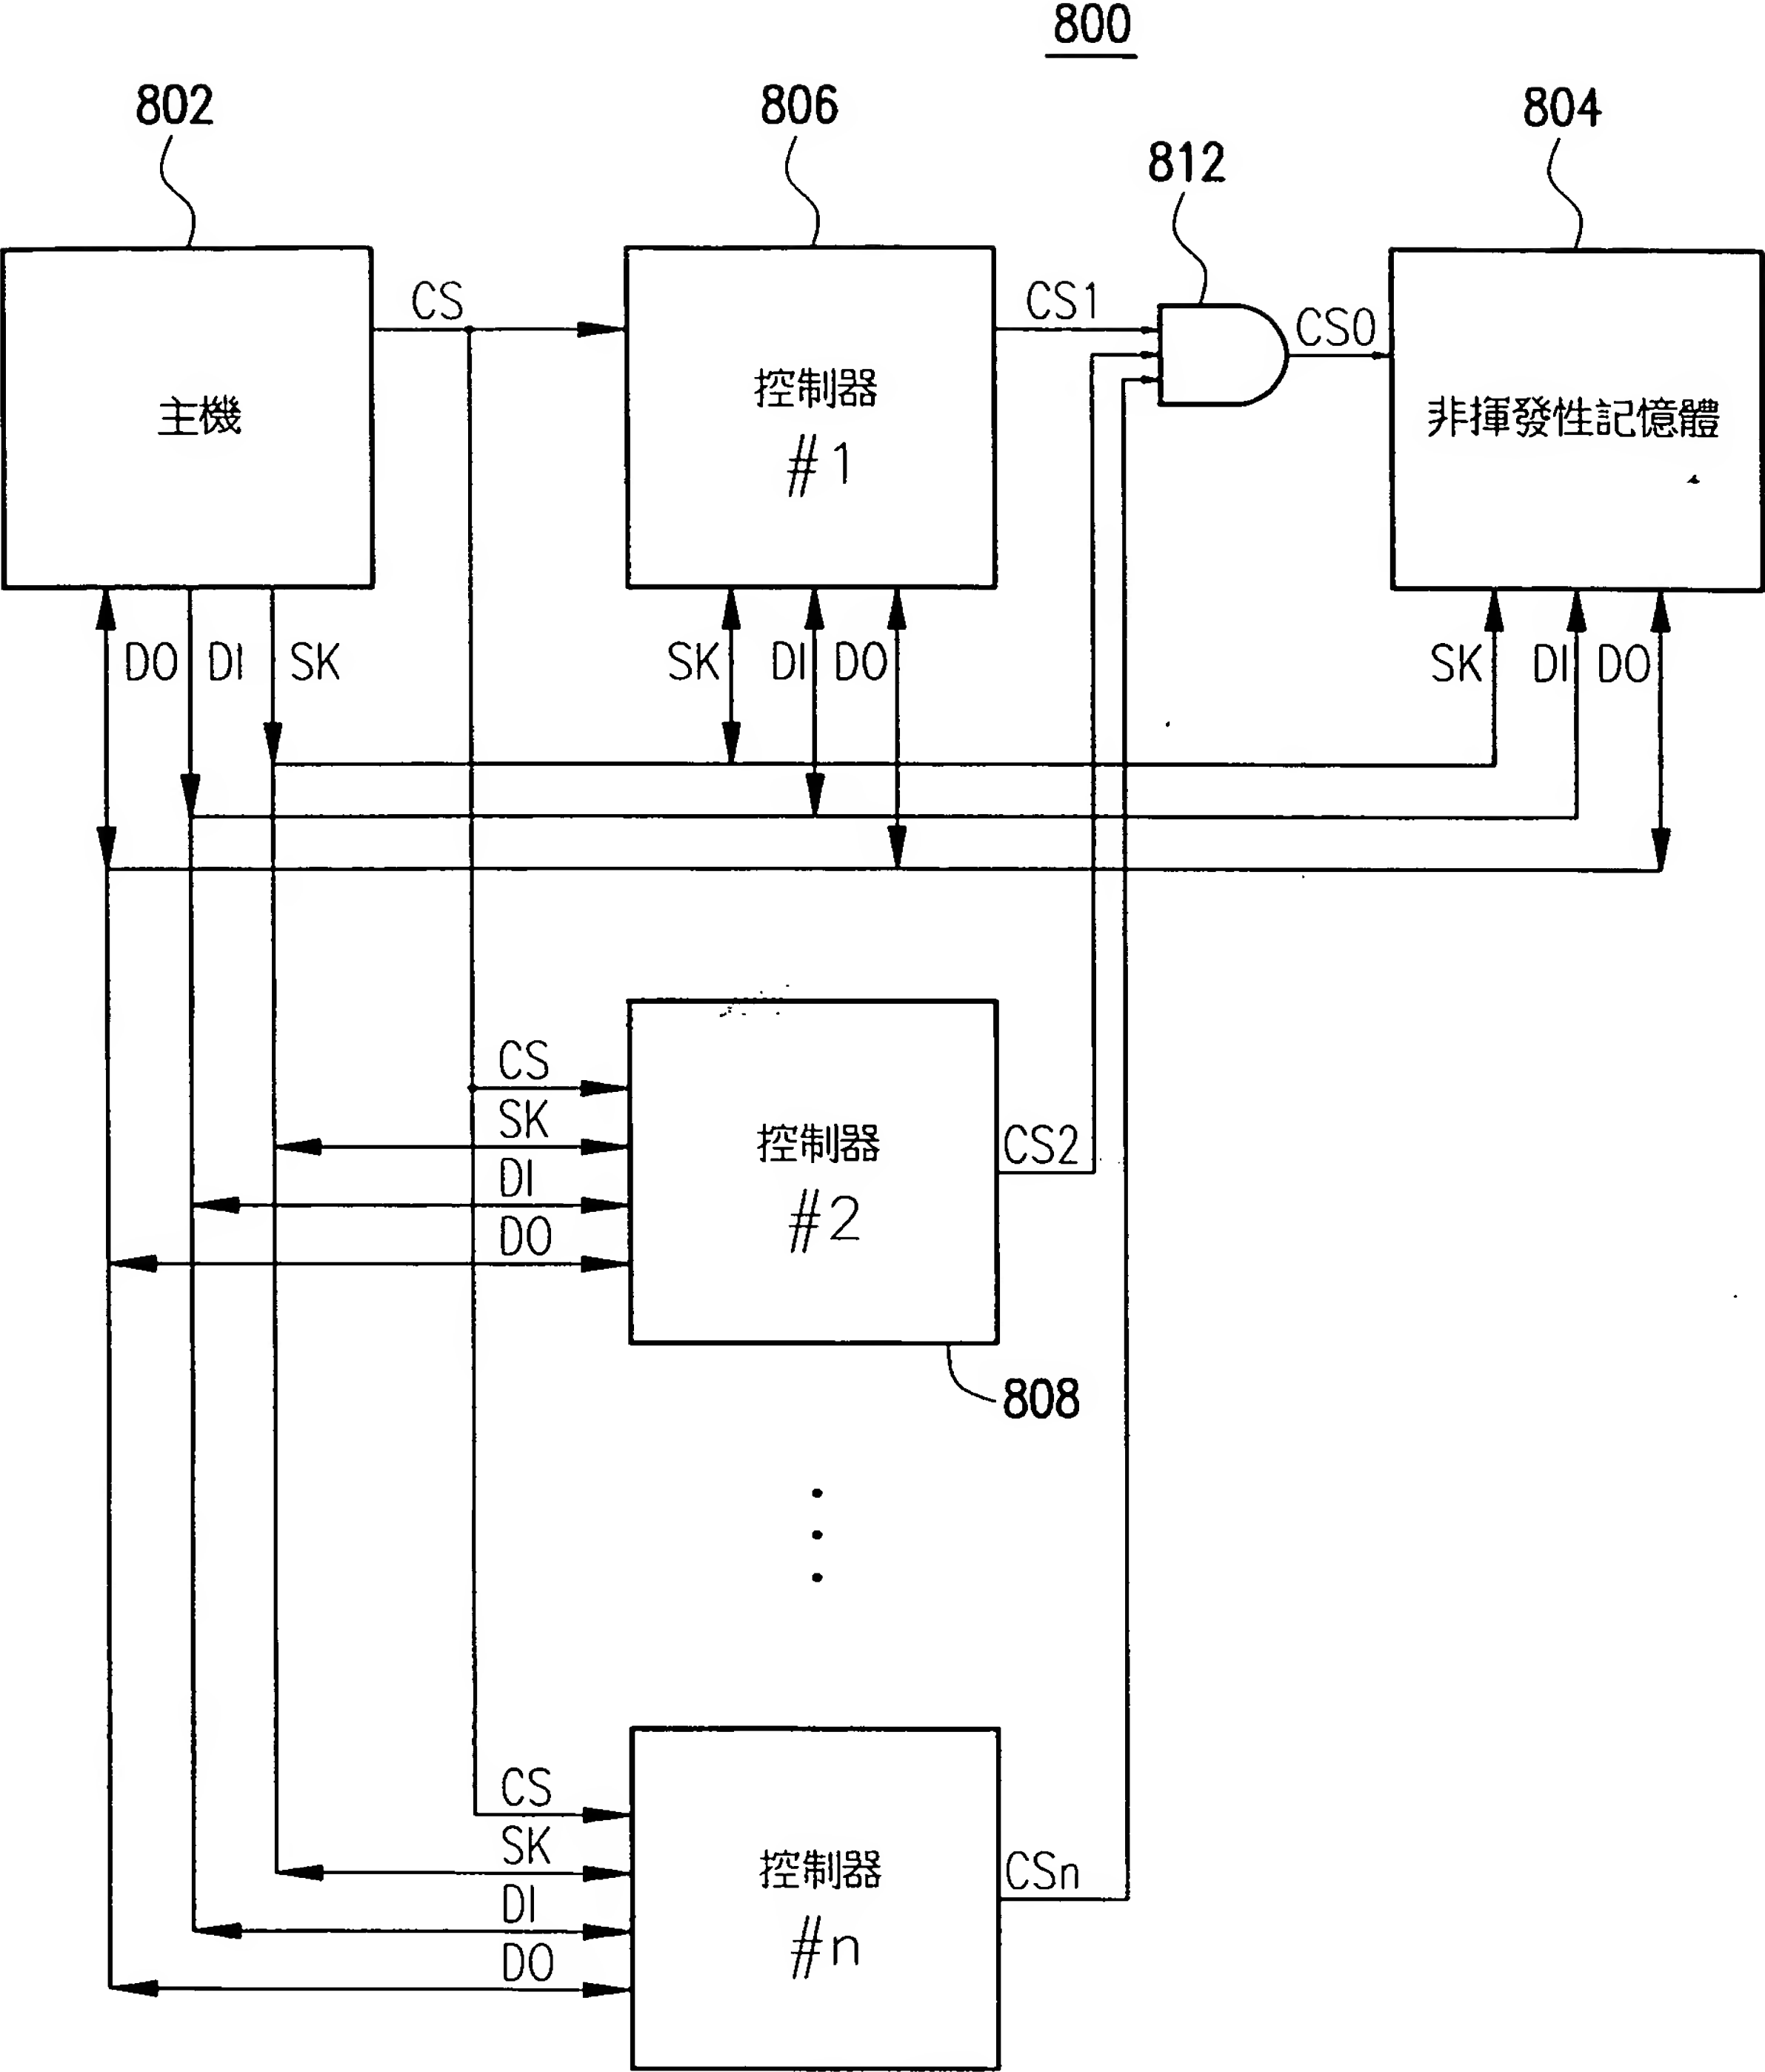 800
802
806
812
804
CS
CS1
CS0
主機
控制器
#1
非揮發性記憶體
DO DI SK
SK DI DO
SK DI DO
CS
SK
DI
DO
控制器
#2
CS2
808
CS
SK
DI
DO
控制器
#n
CSn